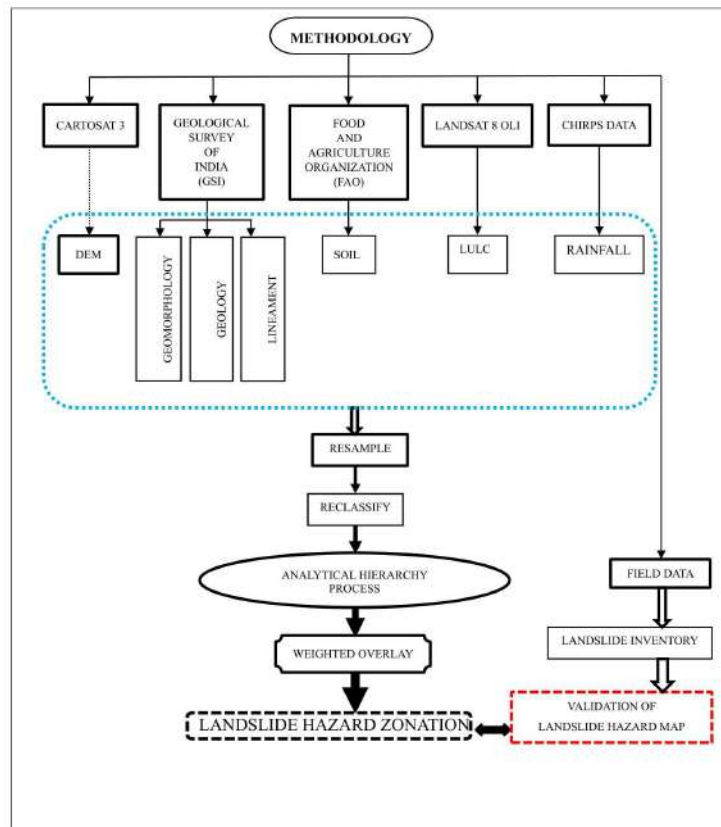 METHODOLOGY
CARTOSAT 3
GEOLOGICAL
SURVEY
OF
INDIA
(GSI)
FOOD
AND
AGRICULTURE
ORGANIZATION
(FAO)
LANDSAT 8 OLI
CHIRPS DATA
DEM
GEOMORPHOLOGY
GEOLOGY
LINEAMENT
SOIL
LULC
RAINFALL
RESAMPLE
RECLASSIFY
ANALYTICAL HIERARCHY
PROCESS
WEIGHTED OVERLAY
LANDSLIDE HAZARD ZONATION
FIELD DATA
LANDSLIDE INVENTORY
VALIDATION OF
LANDSLIDE HAZARD MAP